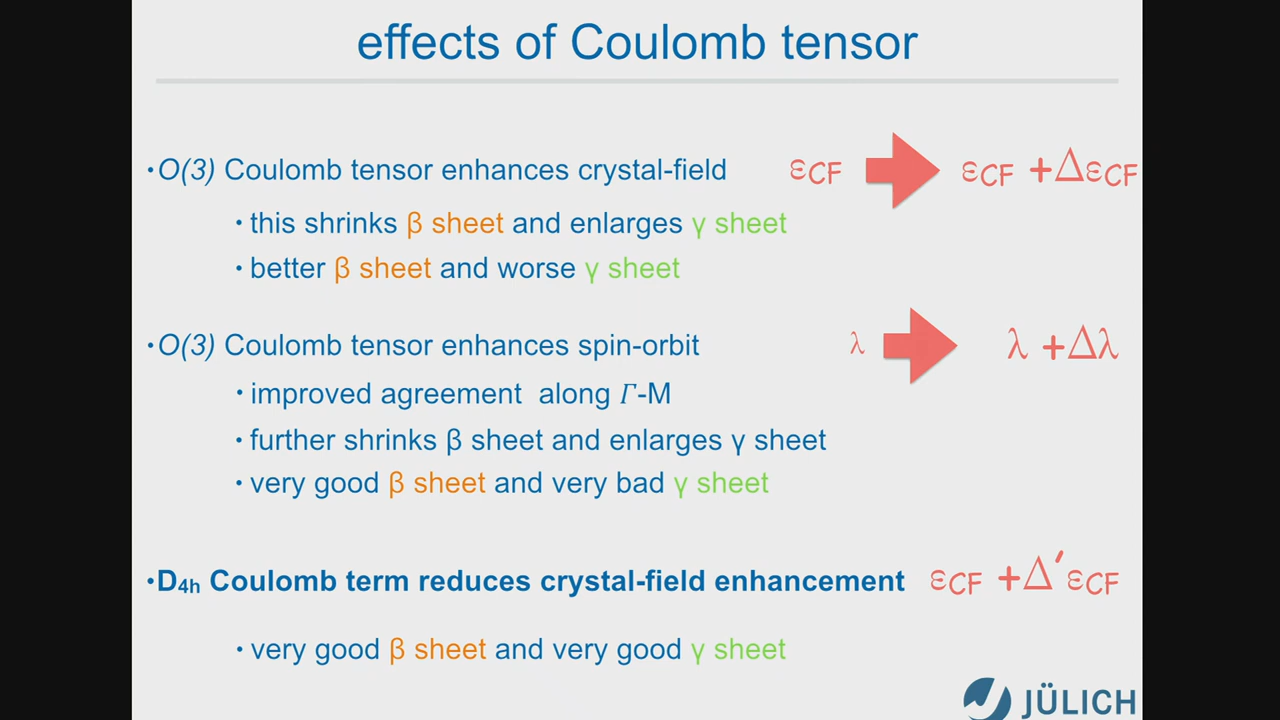 effects of Coulomb tensor
•O(3) Coulomb tensor enhances crystal-field εCF εCF +ΔεCF
•this shrinks β sheet and enlarges γ sheet
•better β sheet and worse γ sheet
•O(3) Coulomb tensor enhances spin-orbit λ λ +Δλ
•improved agreement along Γ-M
•further shrinks β sheet and enlarges γ sheet
•very good β sheet and very bad γ sheet
•D4h Coulomb term reduces crystal-field enhancement εCF +Δ′εCF
•very good β sheet and very good γ sheet
JÜLICH